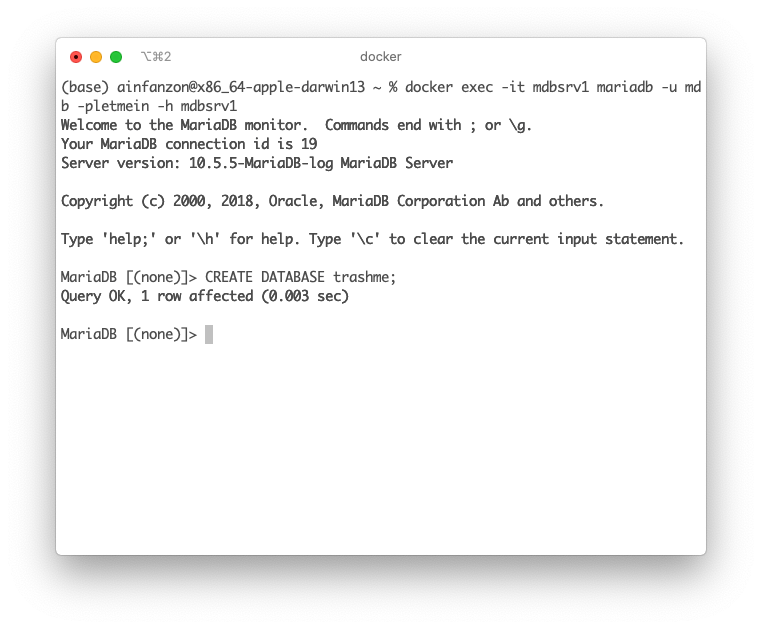 ⌥⌘2
docker
(base) ainfanzon@x86_64-apple-darwin13 ~ % docker exec -it mdbsrv1 mariadb -u md
b -pletmein -h mdbsrv1
Welcome to the MariaDB monitor.  Commands end with ; or \g.
Your MariaDB connection id is 19
Server version: 10.5.5-MariaDB-log MariaDB Server
Copyright (c) 2000, 2018, Oracle, MariaDB Corporation Ab and others.
Type 'help;' or '\h' for help. Type '\c' to clear the current input statement.
MariaDB [(none)]> CREATE DATABASE trashme;
Query OK, 1 row affected (0.003 sec)
MariaDB [(none)]>